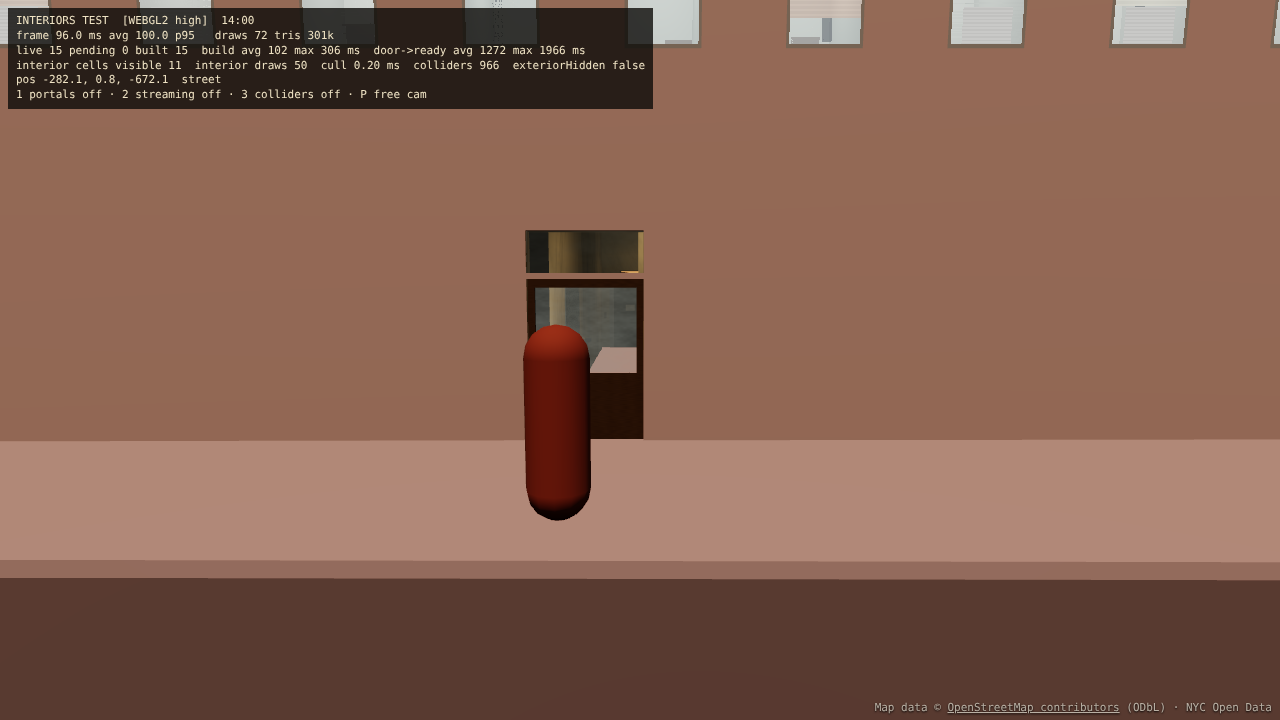 INTERIORS TEST  [WEBGL2 high]  14:00
frame 96.0 ms avg 100.0 p95   draws 72 tris 301k
live 15 pending 0 built 15  build avg 102 max 306 ms  door->ready avg 1272 max 1966 ms
interior cells visible 11  interior draws 50  cull 0.20 ms  colliders 966  exteriorHidden false
pos -282.1, 0.8, -672.1  street
1 portals off · 2 streaming off · 3 colliders off · P free cam
Map data © OpenStreetMap contributors (ODbL) · NYC Open Data